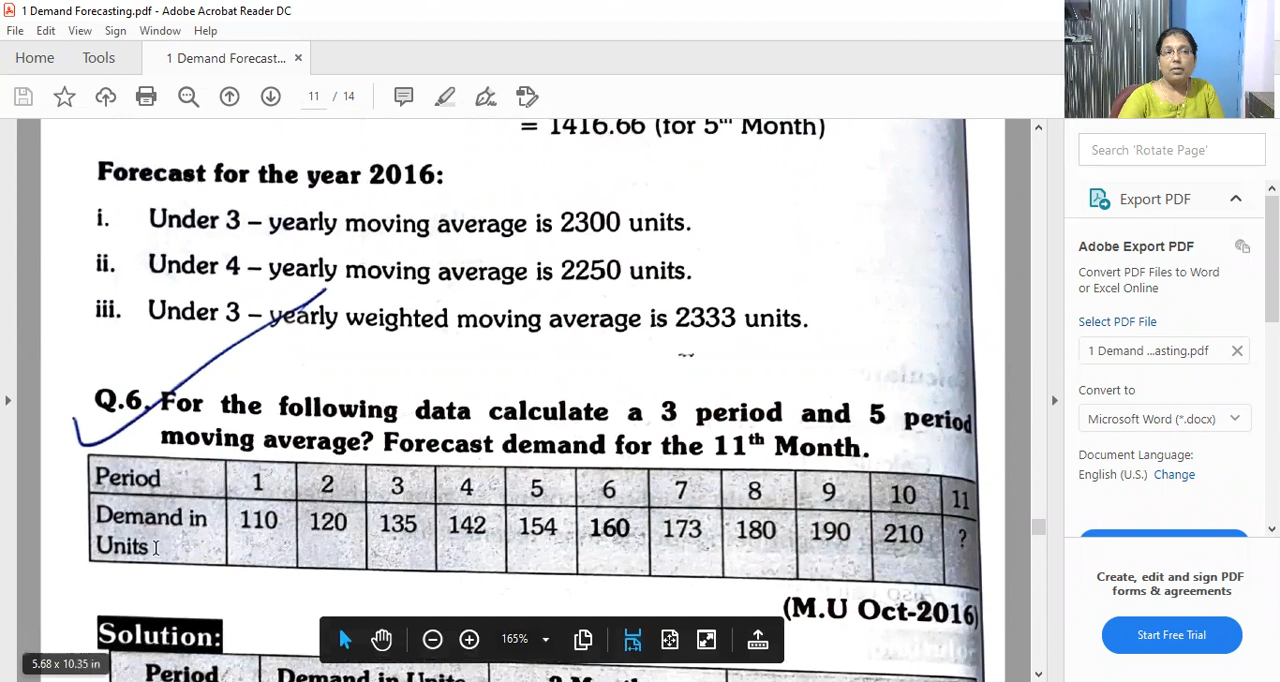 1 Demand Forecasting.pdf - Adobe Acrobat Reader DC
File Edit View Sign Window Help
Home Tools 1 Demand Forecast... ×
11 / 14
= 1416.66 (for 5th Month)
Forecast for the year 2016:
i. Under 3 – yearly moving average is 2300 units.
ii. Under 4 – yearly moving average is 2250 units.
iii. Under 3 – yearly weighted moving average is 2333 units.
Q.6. For the following data calculate a 3 period and 5 period
moving average? Forecast demand for the 11th Month.
Period 1 2 3 4 5 6 7 8 9 10 11
Demand in Units 110 120 135 142 154 160 173 180 190 210 ?
(M.U Oct-2016)
Solution:
Period Demand in Units 3 Month
165%
5.68 x 10.35 in
Search 'Rotate Page'
Export PDF
Adobe Export PDF
Convert PDF Files to Word
or Excel Online
Select PDF File
1 Demand ...asting.pdf
Convert to
Microsoft Word (*.docx)
Document Language:
English (U.S.) Change
Create, edit and sign PDF
forms & agreements
Start Free Trial